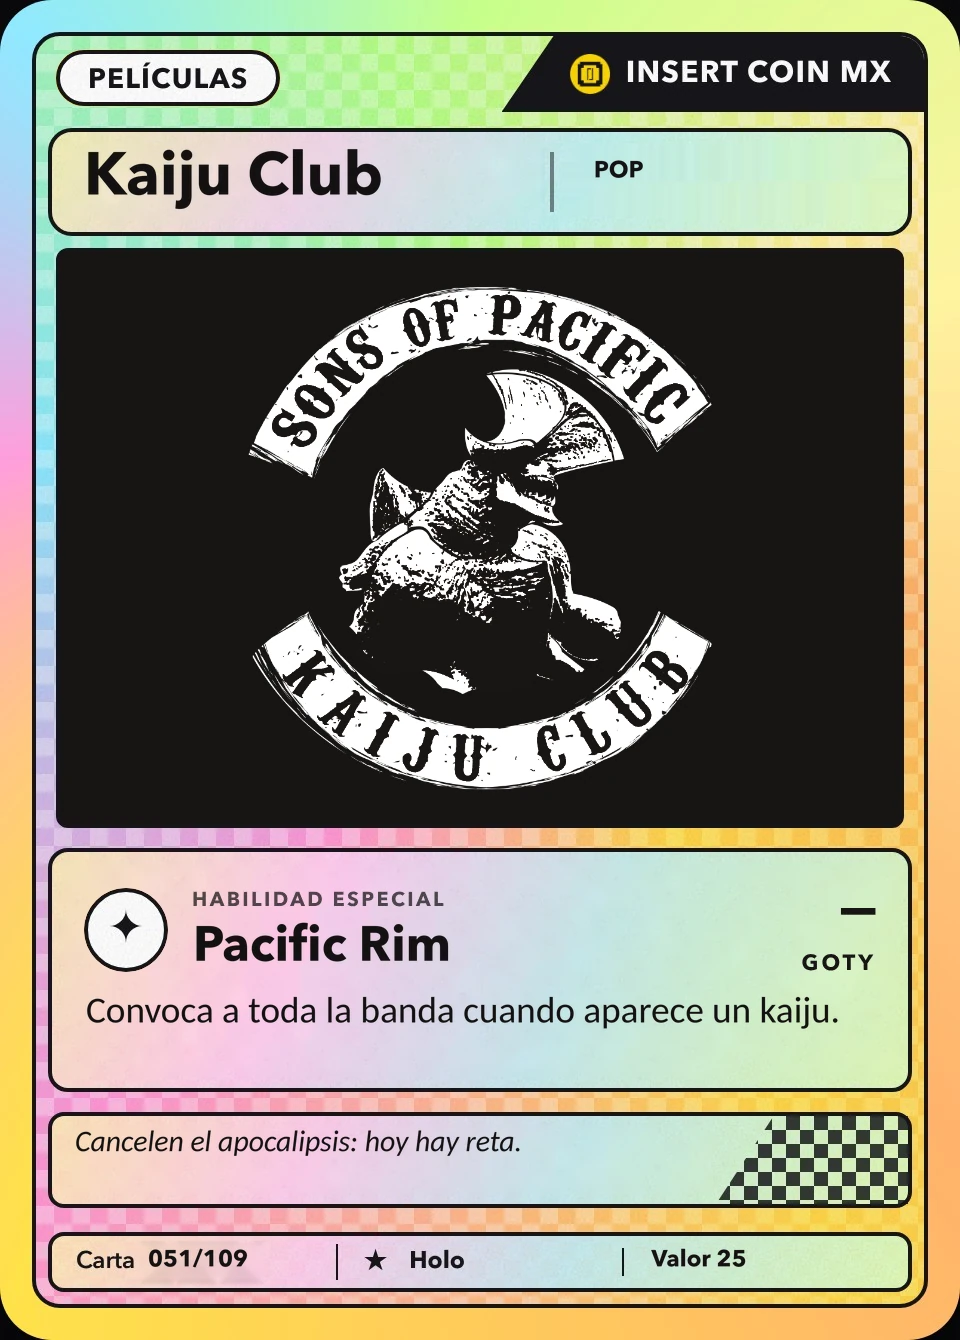 PELÍCULAS
INSERT COIN MX
Kaiju Club
POP
SONS OF PACIFIC
KAIJU CLUB
HABILIDAD ESPECIAL
Pacific Rim
—
GOTY
Convoca a toda la banda cuando aparece un kaiju.
Cancelen el apocalipsis: hoy hay reta.
Carta 051/109
★ Holo
Valor 25